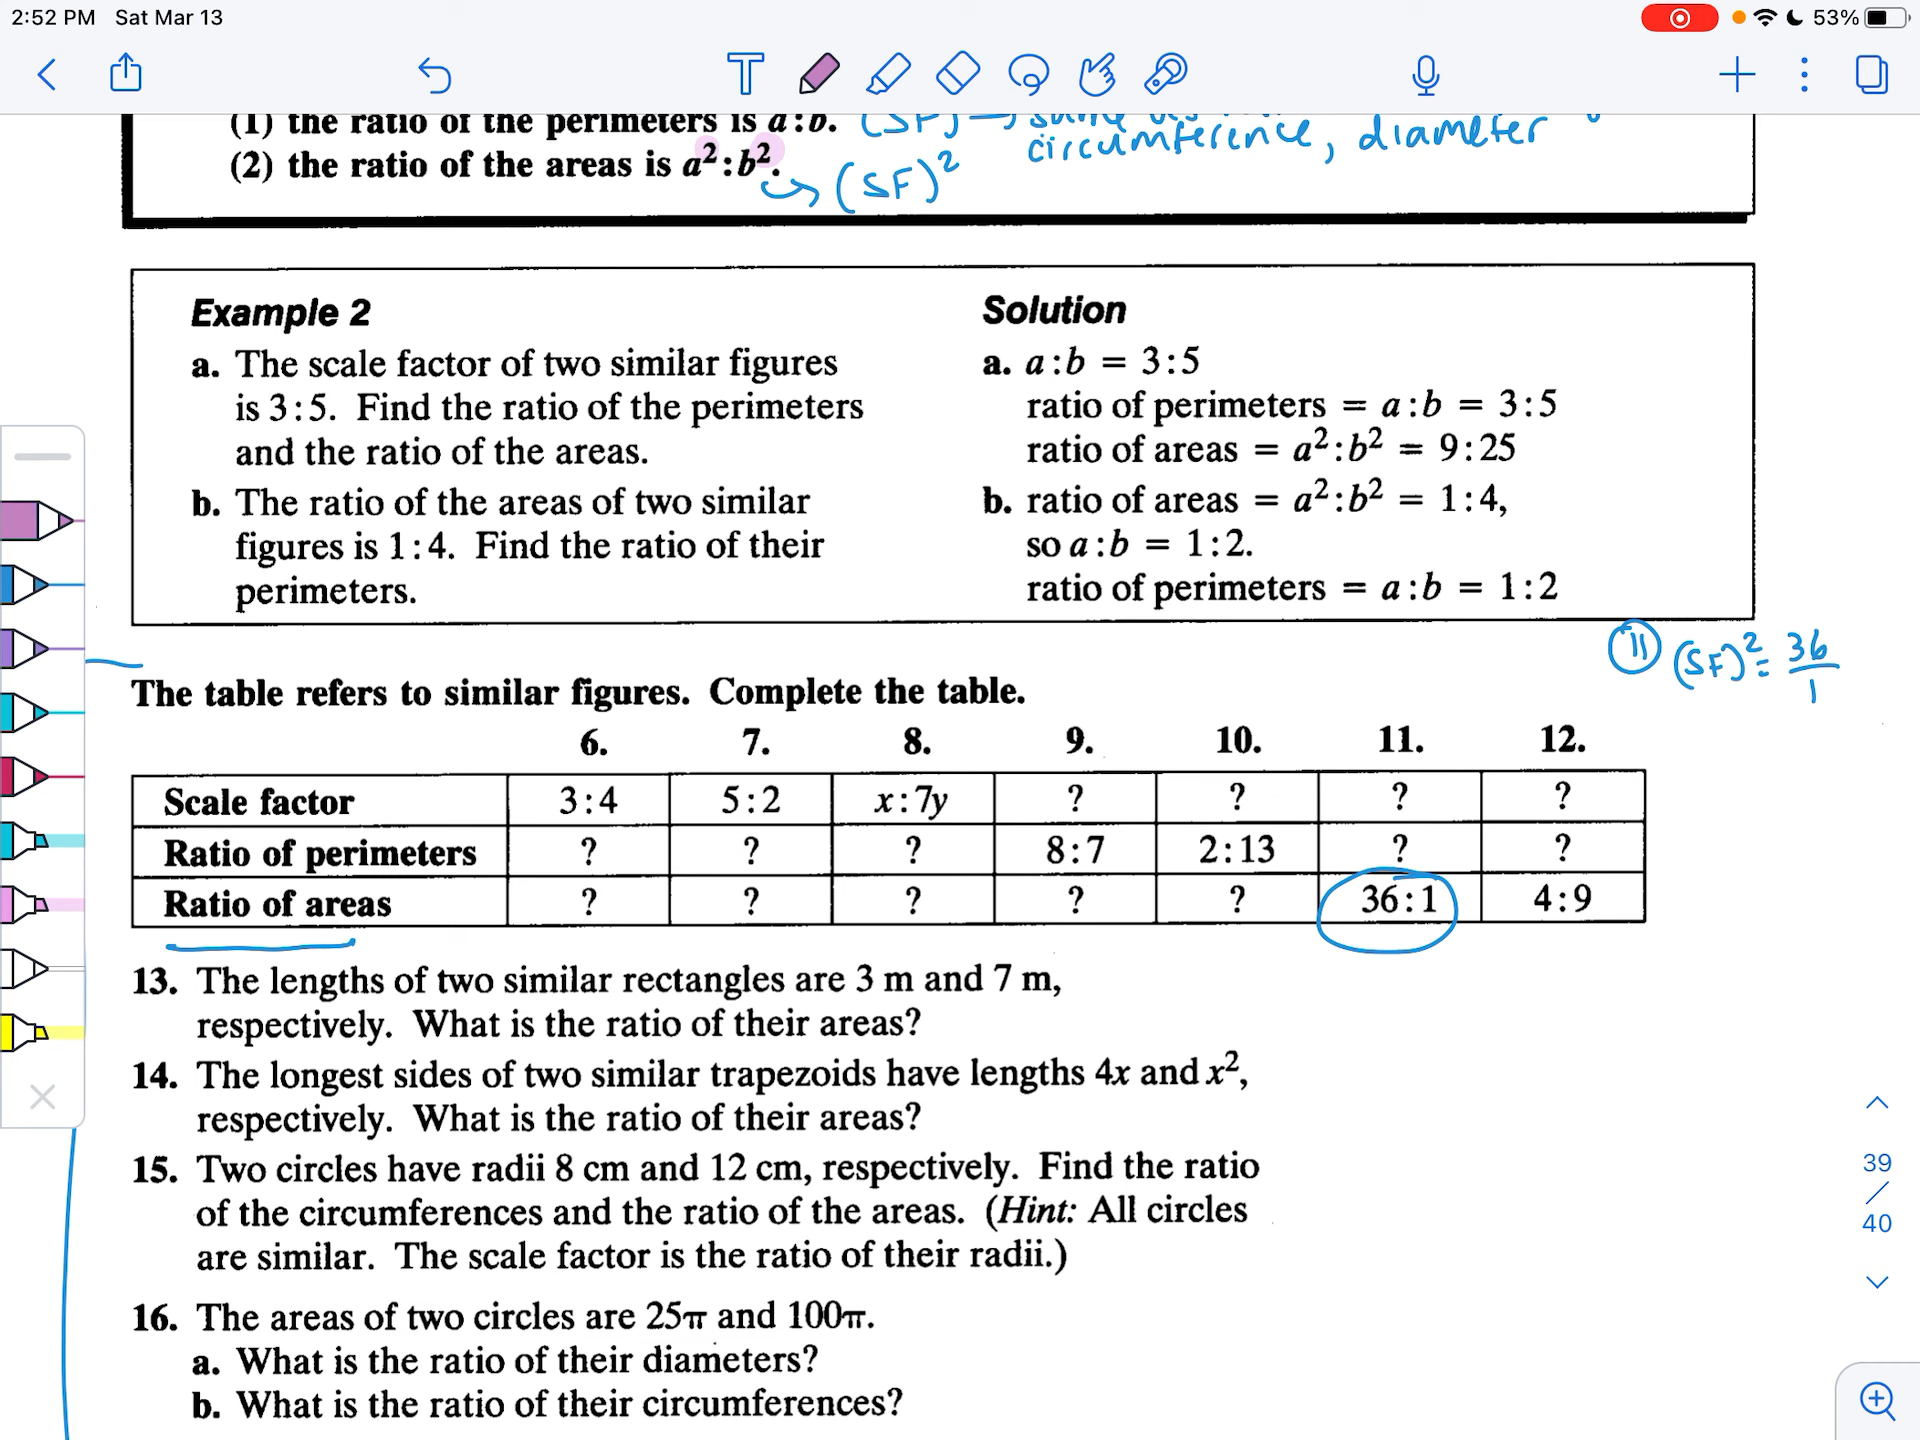 2:52 PM Sat Mar 13
53%
(1) the ratio of the perimeters is a:b. (SF) →
circumference, diameter
(2) the ratio of the areas is a²:b². ↪ (SF)²
Example 2
a. The scale factor of two similar figures
is 3:5. Find the ratio of the perimeters
and the ratio of the areas.
b. The ratio of the areas of two similar
figures is 1:4. Find the ratio of their
perimeters.
Solution
a. a:b = 3:5
ratio of perimeters = a:b = 3:5
ratio of areas = a²:b² = 9:25
b. ratio of areas = a²:b² = 1:4,
so a:b = 1:2.
ratio of perimeters = a:b = 1:2
11 (SF)² = 36/1
The table refers to similar figures. Complete the table.
6. 7. 8. 9. 10. 11. 12.
Scale factor 3:4 5:2 x:7y ? ? ? ?
Ratio of perimeters ? ? ? 8:7 2:13 ? ?
Ratio of areas ? ? ? ? ? 36:1 4:9
13. The lengths of two similar rectangles are 3 m and 7 m,
respectively. What is the ratio of their areas?
14. The longest sides of two similar trapezoids have lengths 4x and x²,
respectively. What is the ratio of their areas?
15. Two circles have radii 8 cm and 12 cm, respectively. Find the ratio
of the circumferences and the ratio of the areas. (Hint: All circles
are similar. The scale factor is the ratio of their radii.)
16. The areas of two circles are 25π and 100π.
a. What is the ratio of their diameters?
b. What is the ratio of their circumferences?
39
/
40